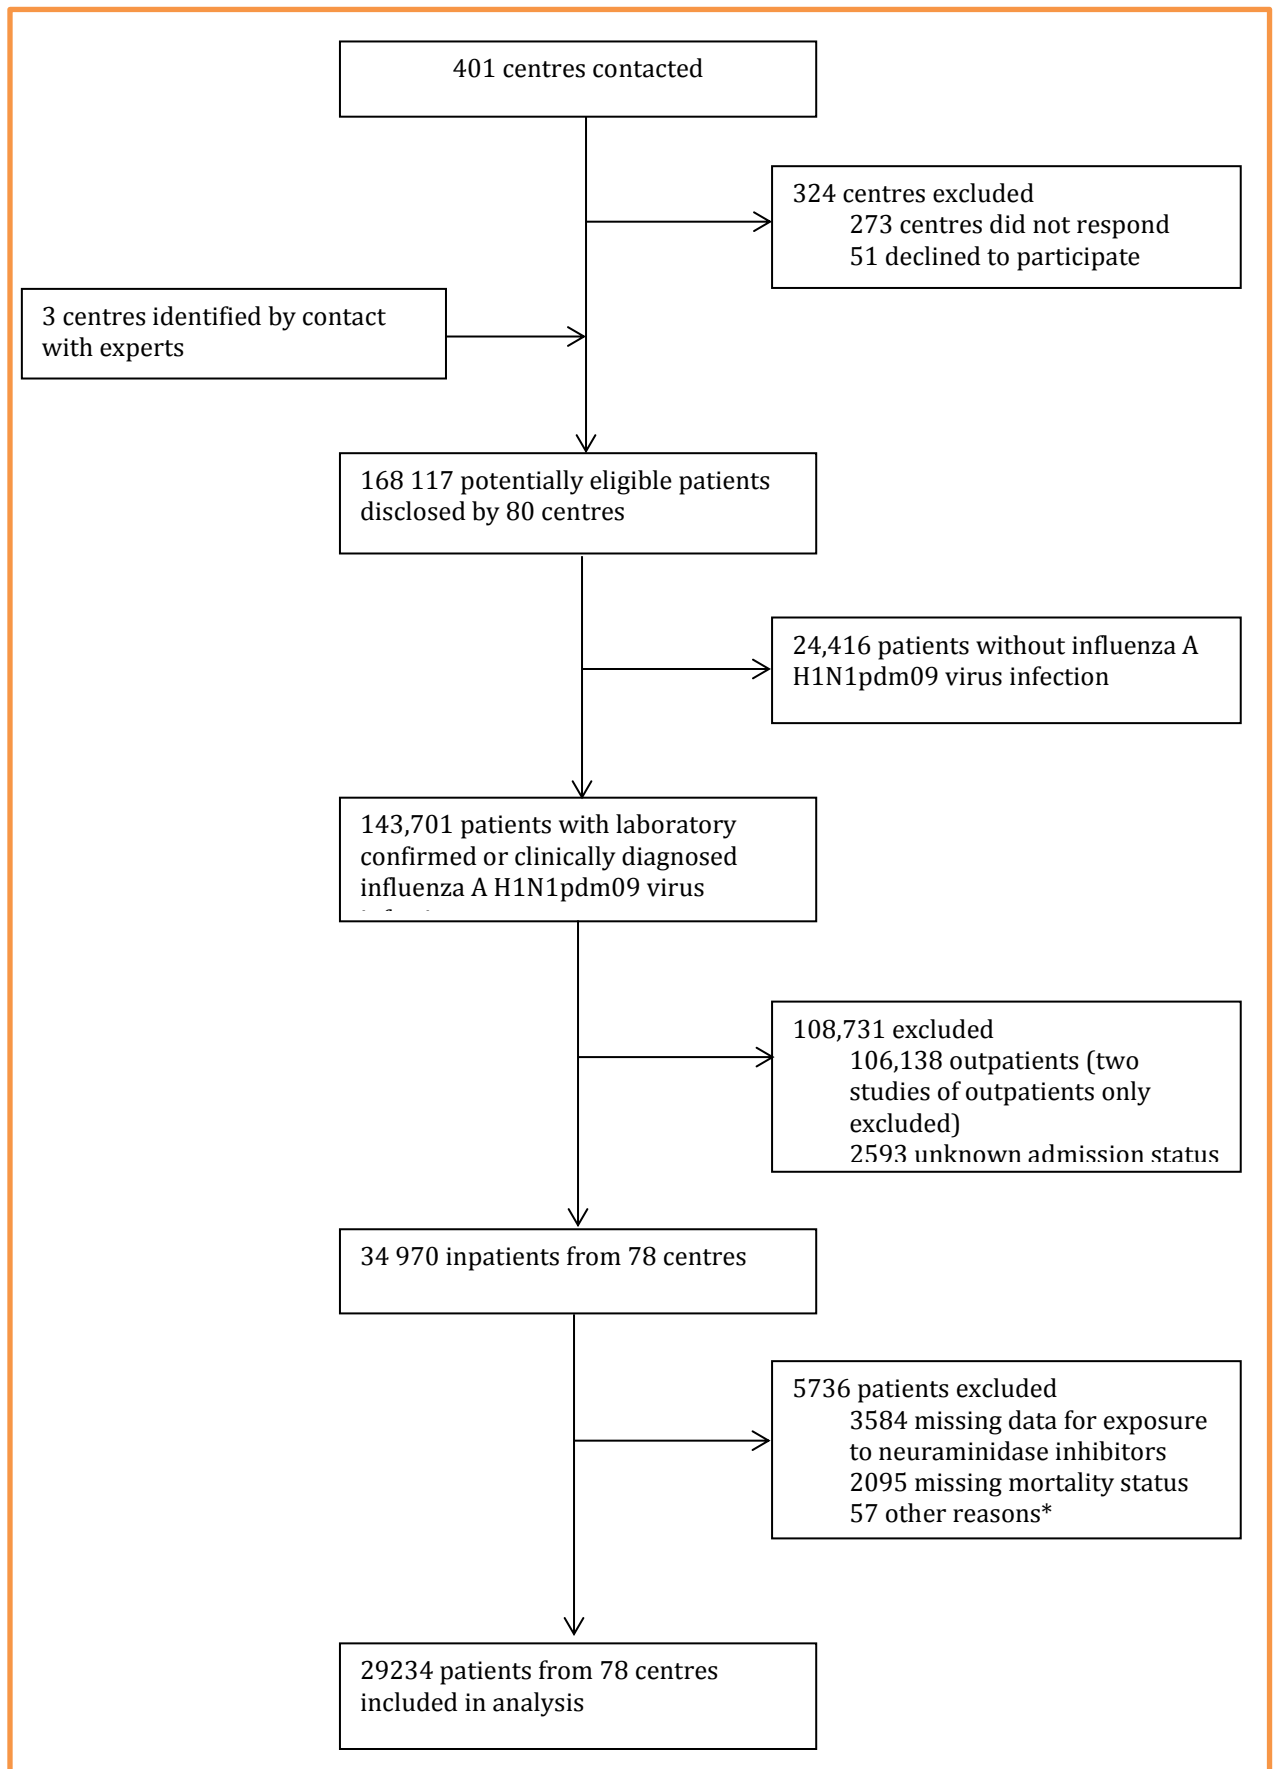 401 centres contacted
324 centres excluded
273 centres did not respond
51 declined to participate
3 centres identified by contact
with experts
168 117 potentially eligible patients
disclosed by 80 centres
24,416 patients without influenza A
H1N1pdm09 virus infection
143,701 patients with laboratory
confirmed or clinically diagnosed
influenza A H1N1pdm09 virus
108,731 excluded
106,138 outpatients (two
studies of outpatients only
excluded)
2593 unknown admission status
34 970 inpatients from 78 centres
5736 patients excluded
3584 missing data for exposure
to neuraminidase inhibitors
2095 missing mortality status
57 other reasons*
29234 patients from 78 centres
included in analysis